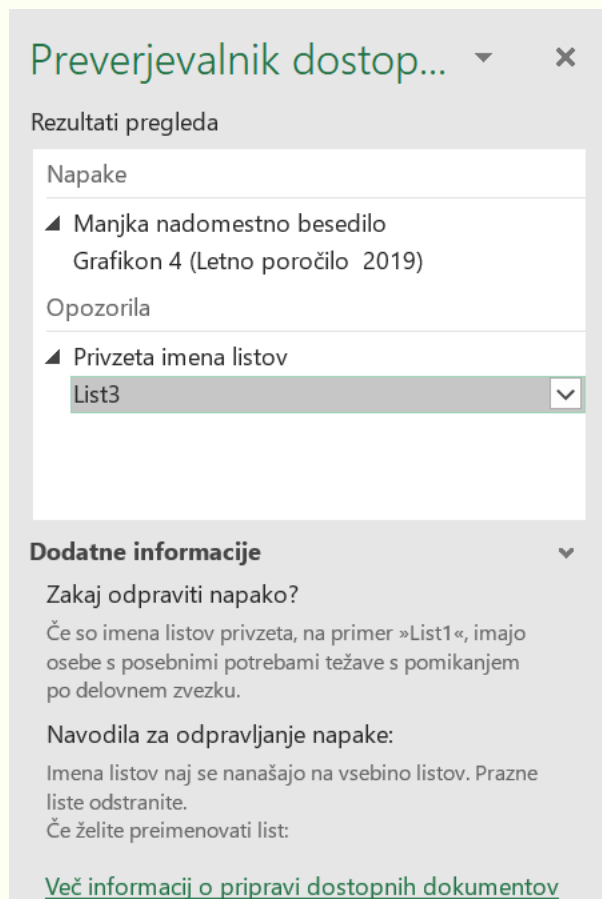 Preverjevalnik dostop...
Rezultati pregleda
Napake
Manjka nadomestno besedilo
Grafikon 4 (Letno poročilo  2019)
Opozorila
Privzeta imena listov
List3
Dodatne informacije
Zakaj odpraviti napako?
Če so imena listov privzeta, na primer »List1«, imajo
osebe s posebnimi potrebami težave s pomikanjem
po delovnem zvezku.
Navodila za odpravljanje napake:
Imena listov naj se nanašajo na vsebino listov. Prazne
liste odstranite.
Če želite preimenovati list:
Več informacij o pripravi dostopnih dokumentov